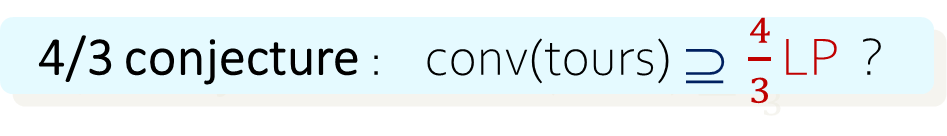 4/3 conjecture : conv(tours) ⊇ 4/3 LP ?